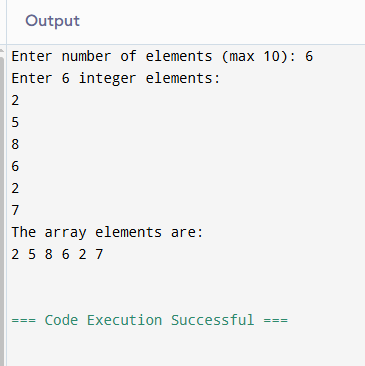 Output
Enter number of elements (max 10): 6
Enter 6 integer elements:
2
5
8
6
2
7
The array elements are:
2 5 8 6 2 7
=== Code Execution Successful ===